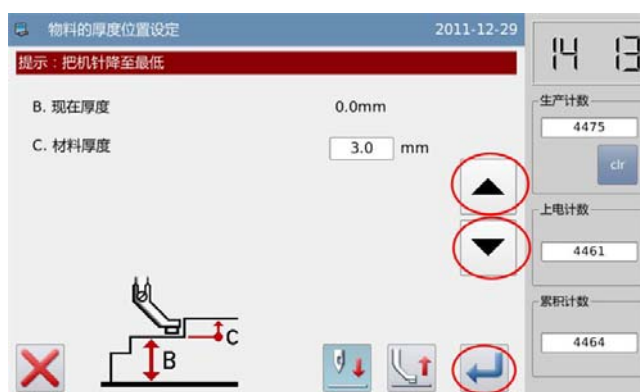 物料的厚度位置设定 2011-12-29
提示：把机针降至最低
B. 现在厚度 0.0mm
C. 材料厚度 3.0 mm
C
B
14 13
生产计数
4475
clr
上电计数
4461
累积计数
4464